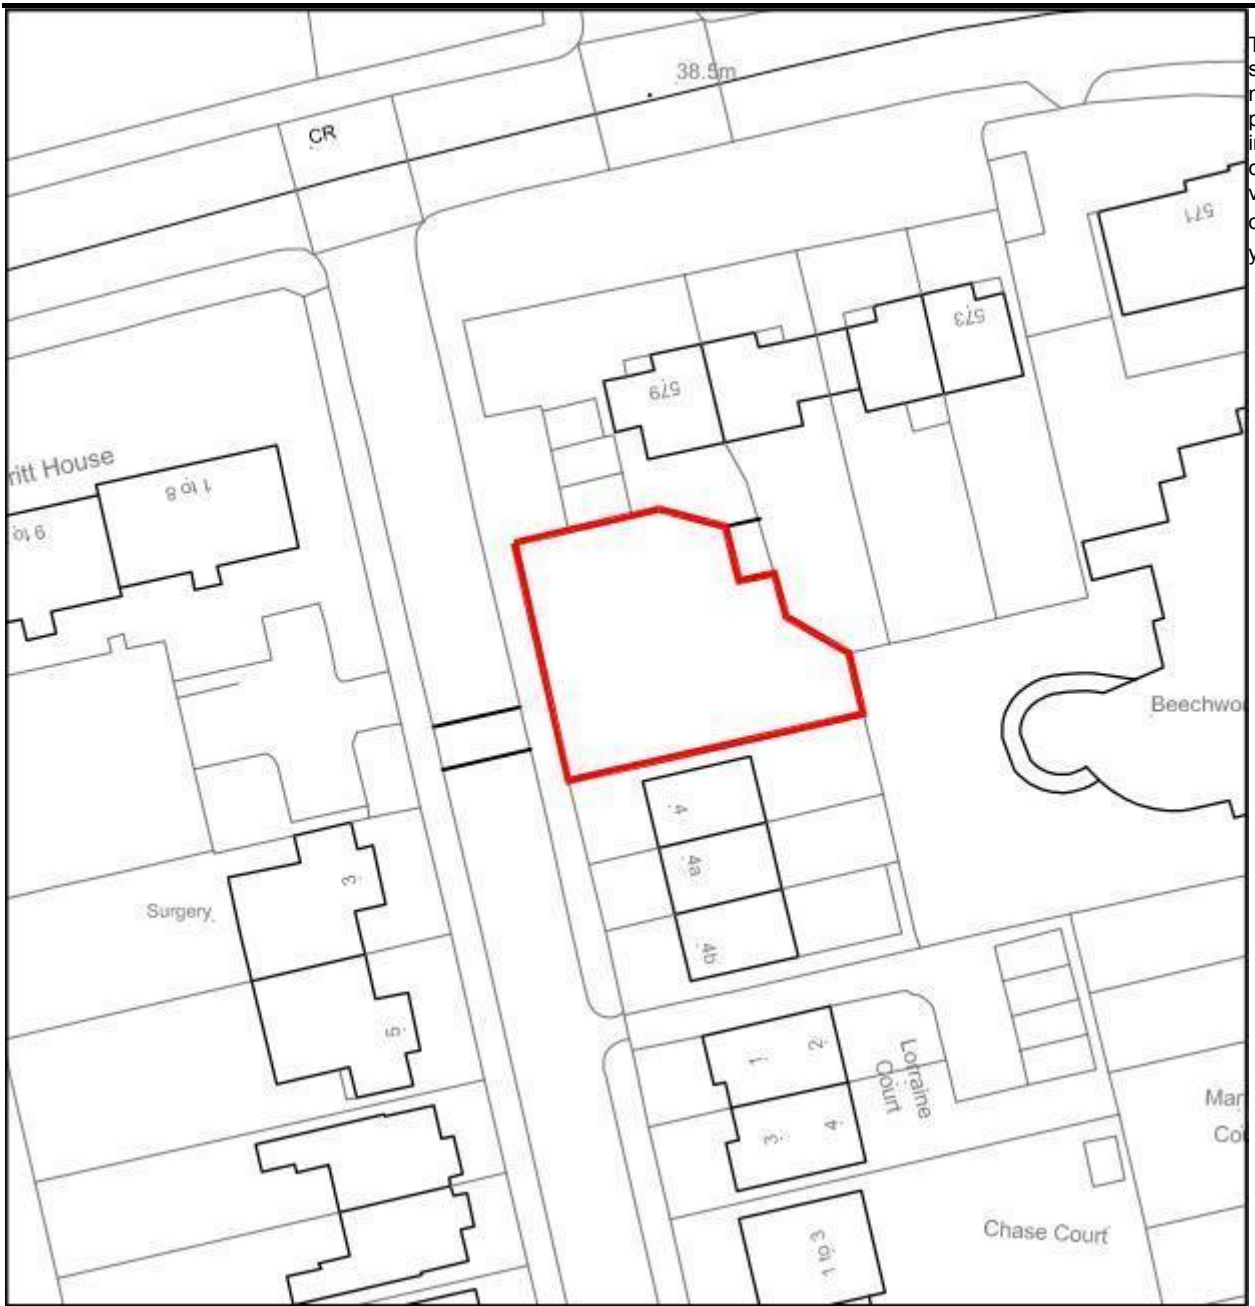 38.5m
CR
571
573
579
ritt House
1 to 8
9 to
Beechwo
4
4a
4b
3
Surgery
5
1
2
Lorraine
Court
3
4
Mar
Co
Chase Court
1 to 3